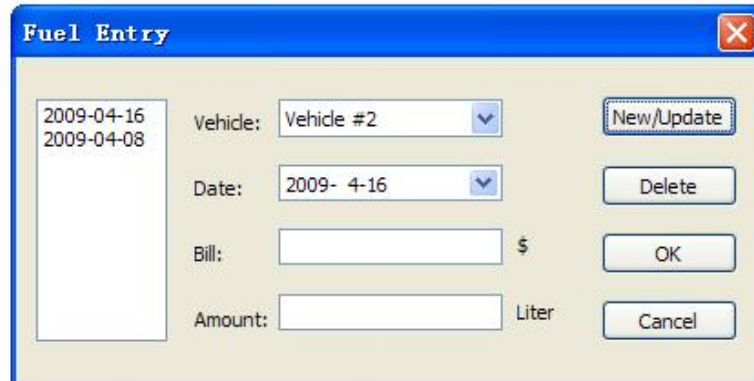 Fuel Entry
2009-04-16
2009-04-08
Vehicle: Vehicle #2
New/Update
Date: 2009- 4-16
Delete
Bill: $
OK
Amount: Liter
Cancel